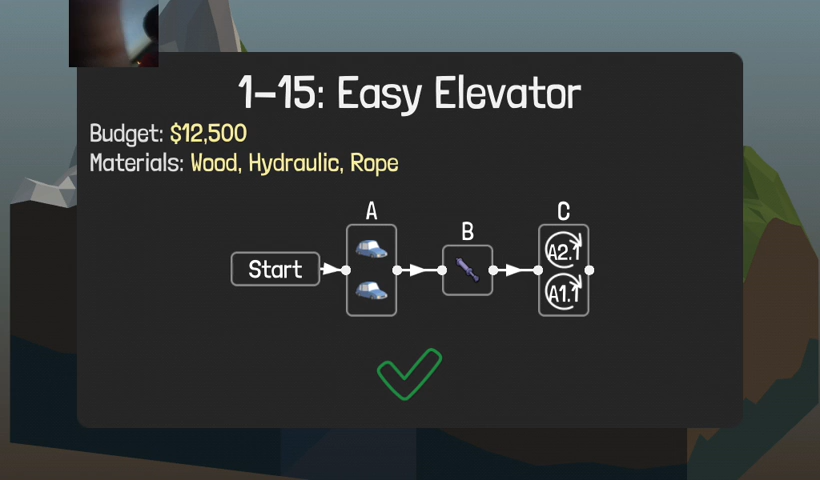 1-15: Easy Elevator
Budget: $12,500
Materials: Wood, Hydraulic, Rope
A
B
C
Start
A2.1
A1.1